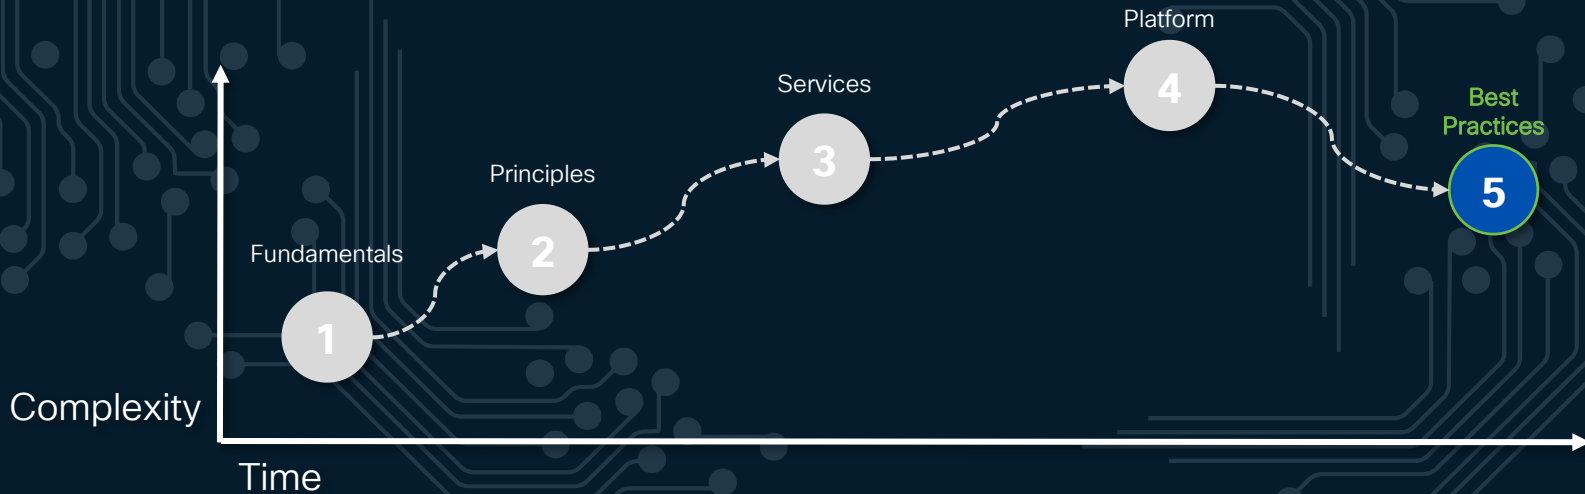 Platform
4
Services
3
Best
Practices
5
Principles
2
Fundamentals
1
Complexity
Time